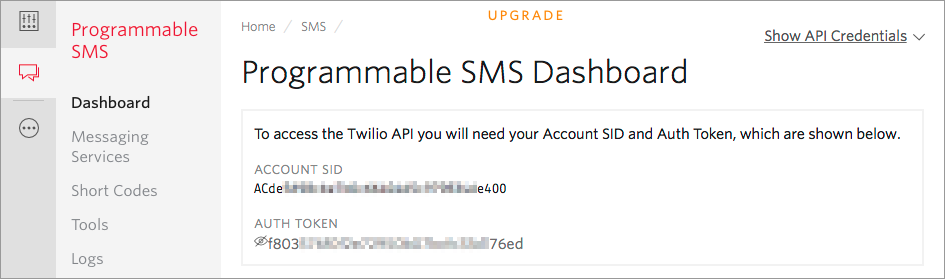 UPGRADE
Home / SMS /
Show API Credentials
Programmable
SMS
Programmable SMS Dashboard
Dashboard
Messaging
Services
Short Codes
Tools
Logs
To access the Twilio API you will need your Account SID and Auth Token, which are shown below.
ACCOUNT SID
ACde e400
AUTH TOKEN
f803 76ed